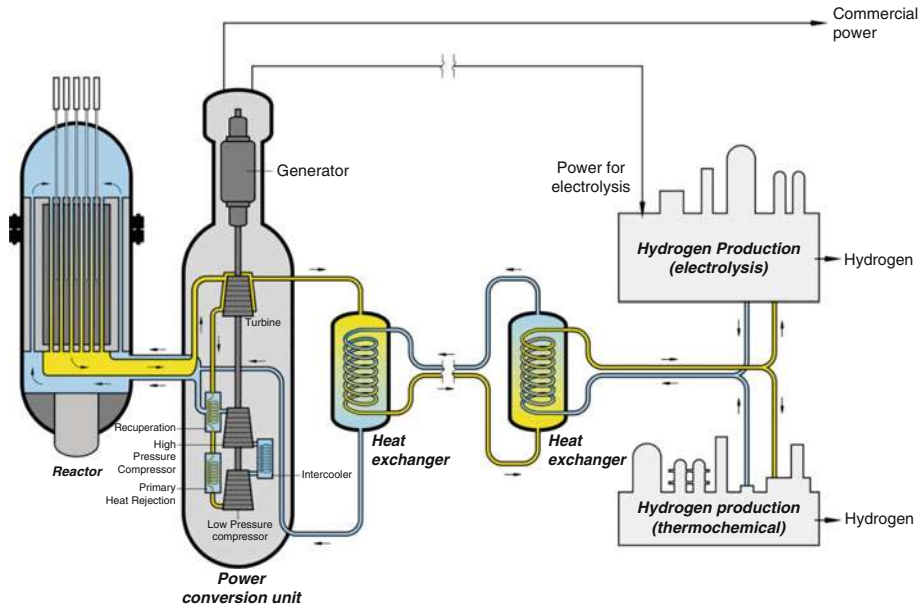 Commercial
power
Generator
Power for
electrolysis
Hydrogen Production
(electrolysis)
Hydrogen
Turbine
Recuperation
High
Pressure
Compressor
Primary
Heat Rejection
Intercooler
Low Pressure
compressor
Reactor
Heat
exchanger
Heat
exchanger
Hydrogen production
(thermochemical)
Hydrogen
Power
conversion unit